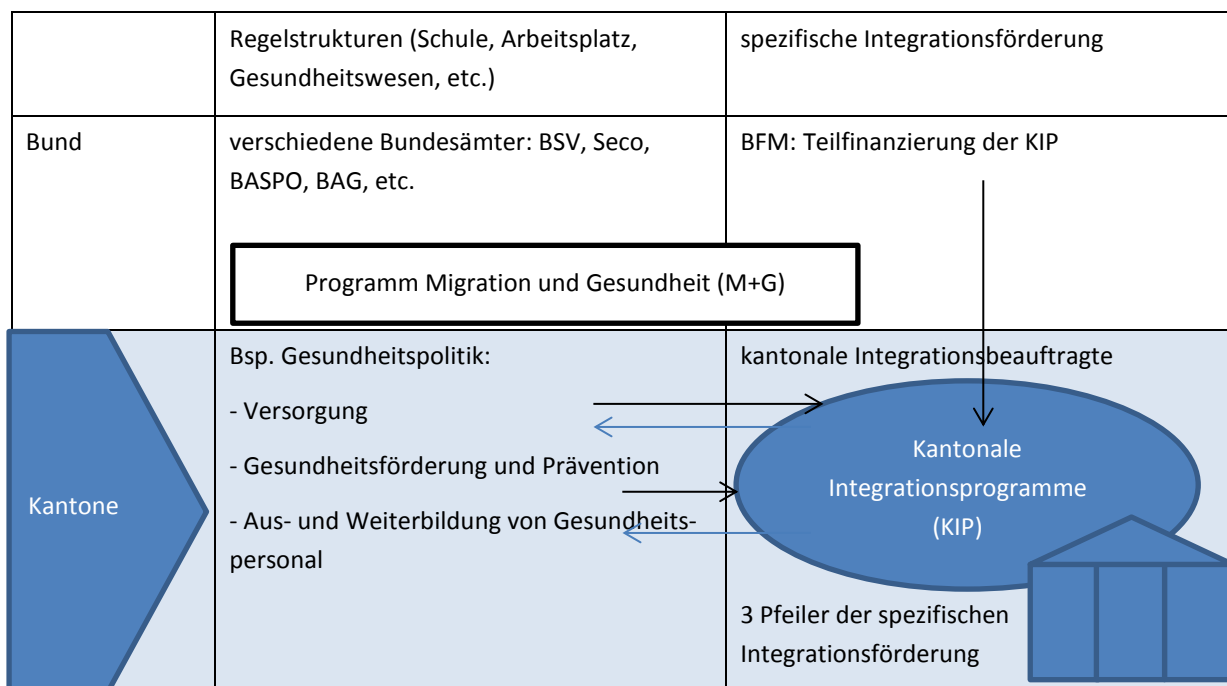 Regelstrukturen (Schule, Arbeitsplatz,
Gesundheitswesen, etc.)
spezifische Integrationsförderung
Bund
verschiedene Bundesämter: BSV, Seco,
BASPO, BAG, etc.
BFM: Teilfinanzierung der KIP
Programm Migration und Gesundheit (M+G)
Kantone
Bsp. Gesundheitspolitik:
- Versorgung
- Gesundheitsförderung und Prävention
- Aus- und Weiterbildung von Gesundheits-
personal
kantonale Integrationsbeauftragte
Kantonale
Integrationsprogramme
(KIP)
3 Pfeiler der spezifischen
Integrationsförderung